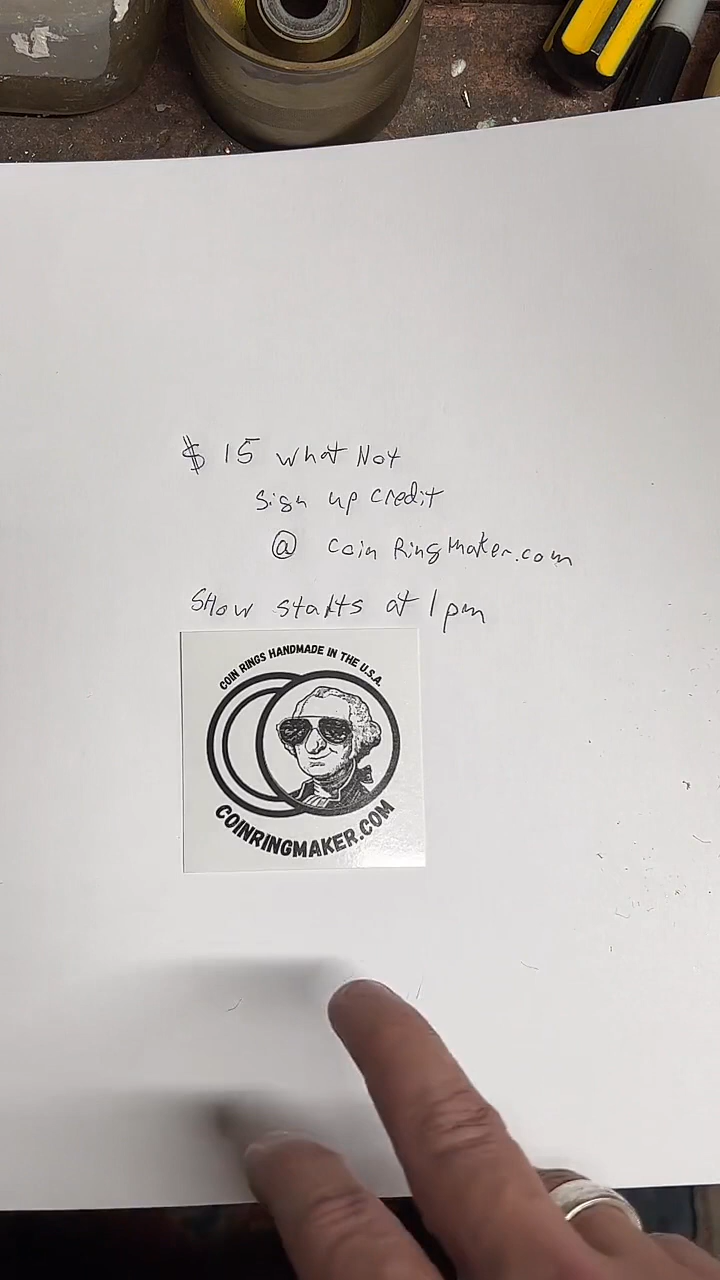 $ 15 what Not
sign up credit
@ Coin RingMaker.com
Show starts at 1pm
COIN RINGS HANDMADE IN THE U.S.A.
COINRINGMAKER.COM